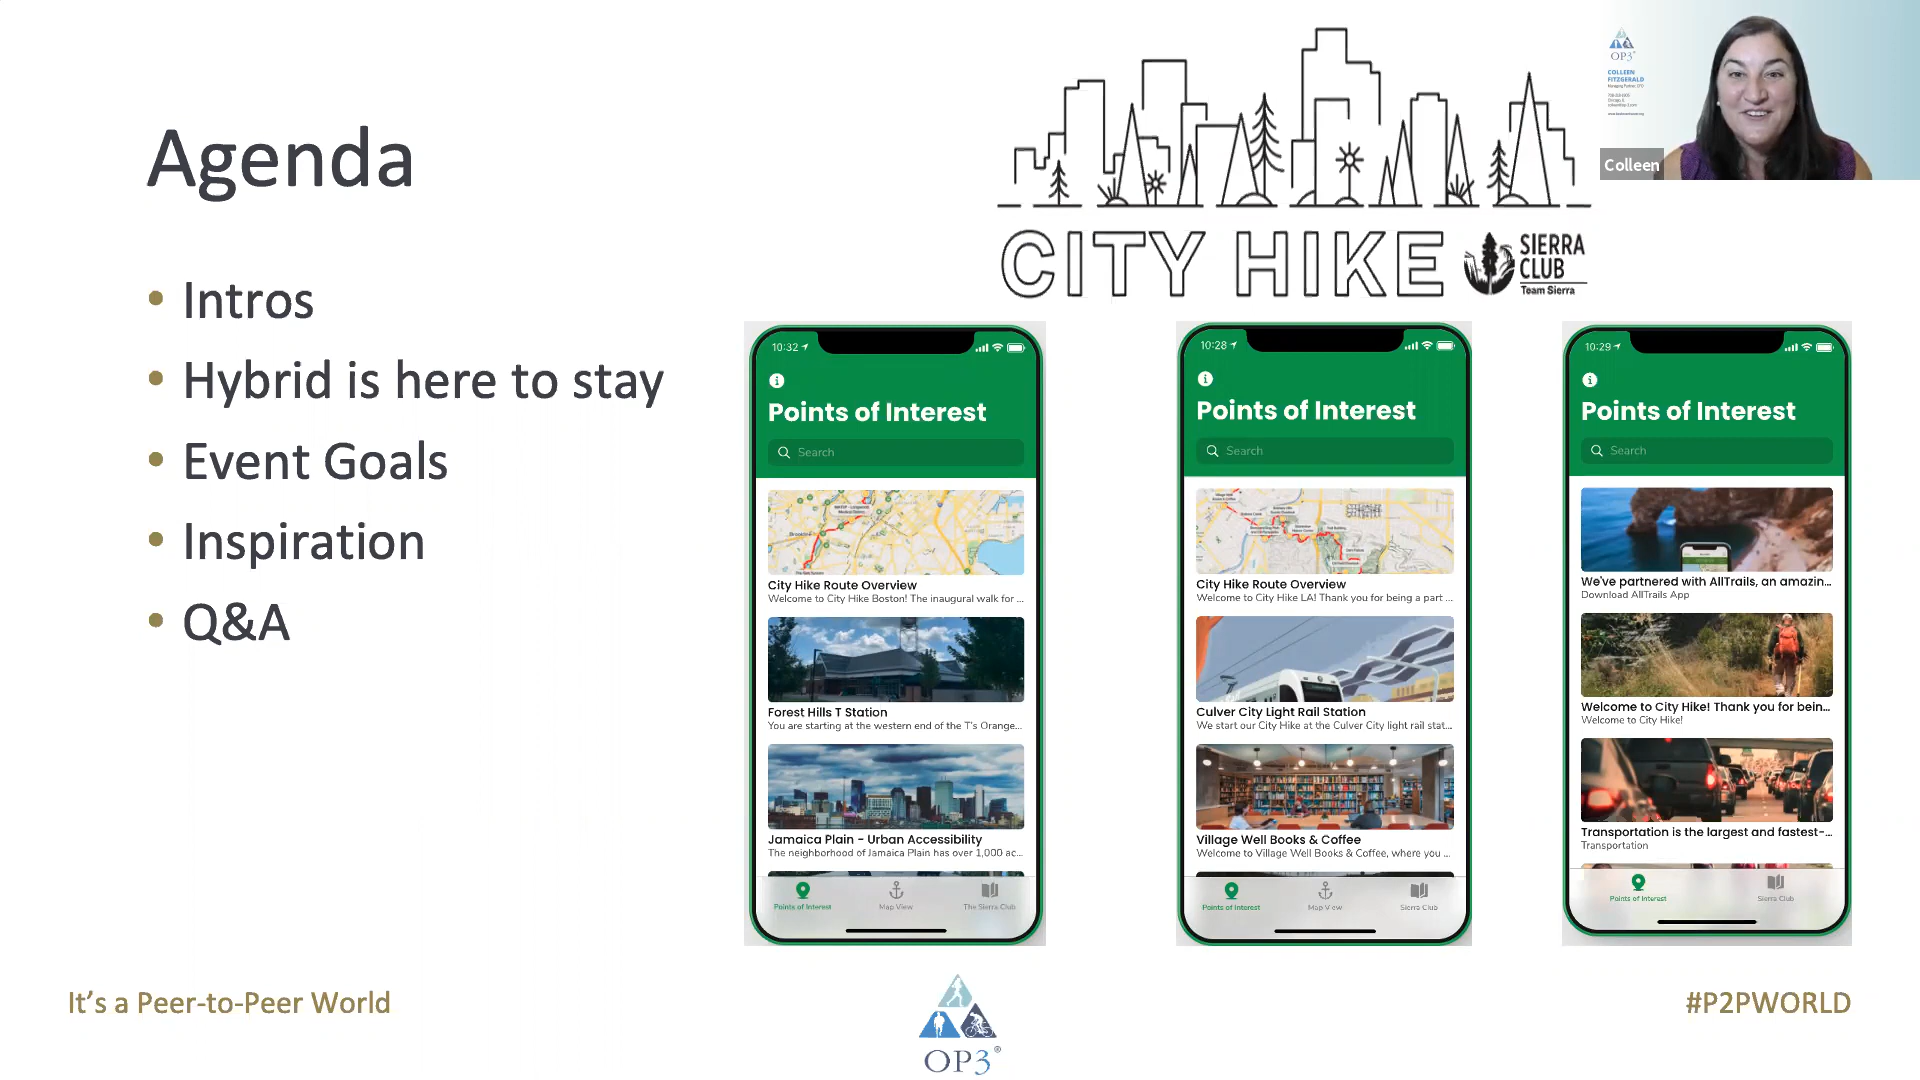 Agenda
• Intros
• Hybrid is here to stay
• Event Goals
• Inspiration
• Q&A
CITY HIKE
SIERRA
CLUB
Team Sierra
OP3
COLLEEN
FITZGERALD
Colleen
10:32
Points of Interest
Search
City Hike Route Overview
Welcome to City Hike Boston! The inaugural walk for ...
Forest Hills T Station
You are starting at the western end of the T's Orange...
Jamaica Plain - Urban Accessibility
The neighborhood of Jamaica Plain has over 1,000 ac...
Points of Interest
Map View
The Sierra Club
10:28
Points of Interest
Search
City Hike Route Overview
Welcome to City Hike LA! Thank you for being a part ...
Culver City Light Rail Station
We start our City Hike at the Culver City light rail stat...
Village Well Books & Coffee
Welcome to Village Well Books & Coffee, where you ...
Points of Interest
Map View
Sierra Club
10:29
Points of Interest
Search
We've partnered with AllTrails, an amazin...
Download AllTrails App
Welcome to City Hike! Thank you for bein...
Welcome to City Hike!
Transportation is the largest and fastest-...
Transportation
Points of Interest
Sierra Club
It's a Peer-to-Peer World
OP3®
#P2PWORLD